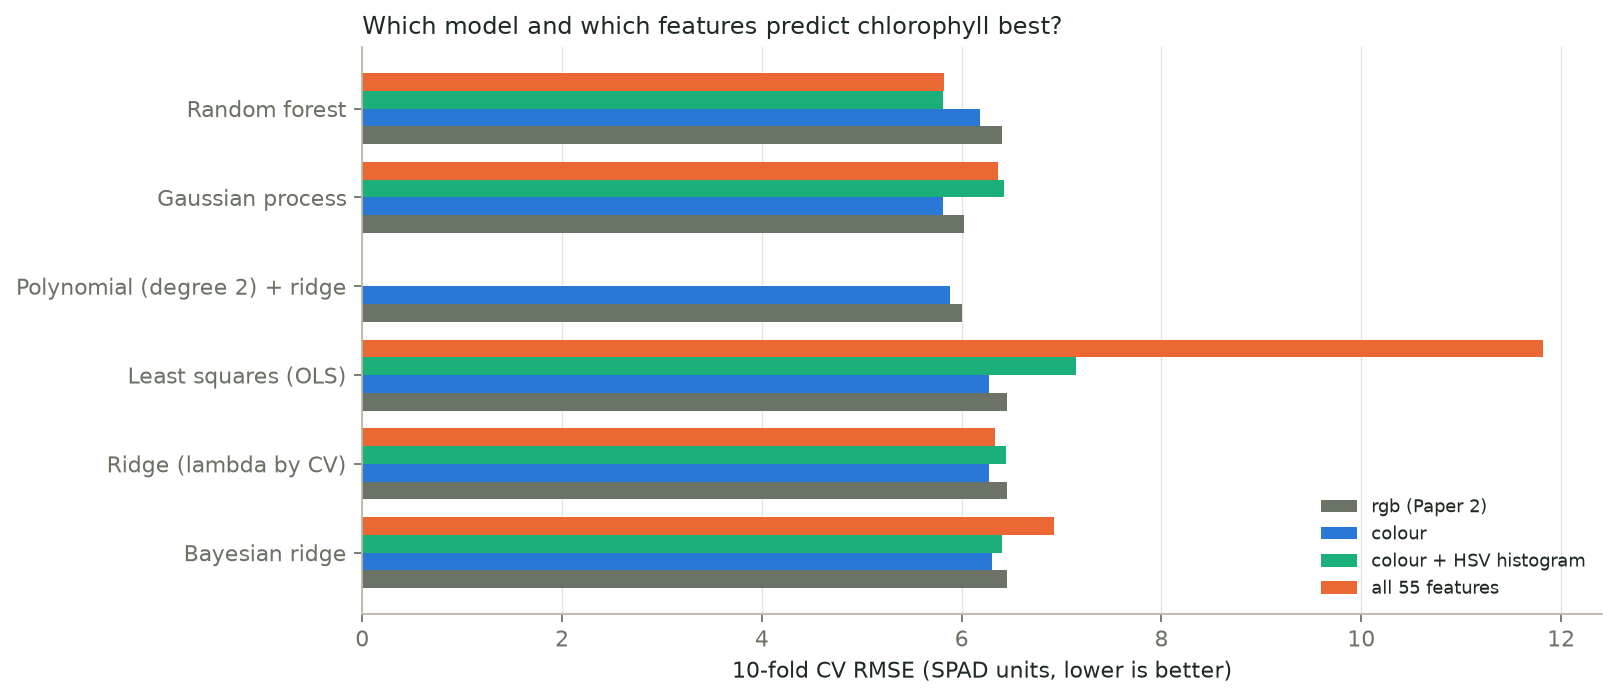 Which model and which features predict chlorophyll best?
Random forest
Gaussian process
Polynomial (degree 2) + ridge
Least squares (OLS)
Ridge (lambda by CV)
Bayesian ridge
rgb (Paper 2)
colour
colour + HSV histogram
all 55 features
0 2 4 6 8 10 12
10-fold CV RMSE (SPAD units, lower is better)